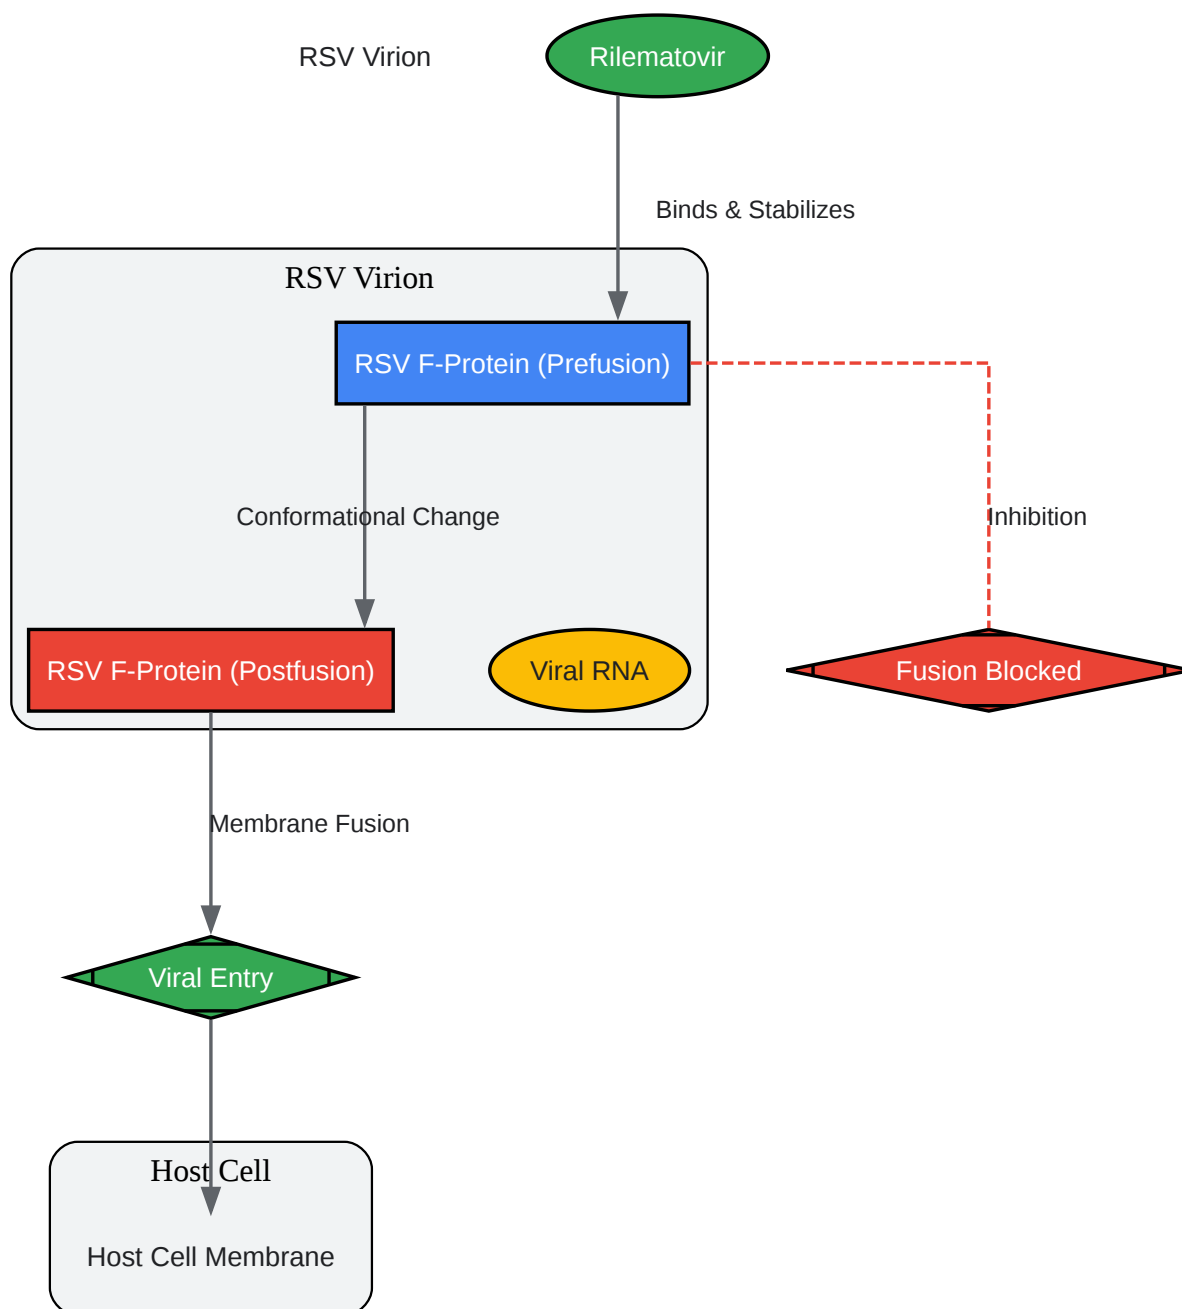 RSV Virion
Rilematovir
Binds & Stabilizes
RSV Virion
RSV F-Protein (Prefusion)
Conformational Change
Inhibition
RSV F-Protein (Postfusion)
Viral RNA
Fusion Blocked
Membrane Fusion
Viral Entry
Host Cell
Host Cell Membrane